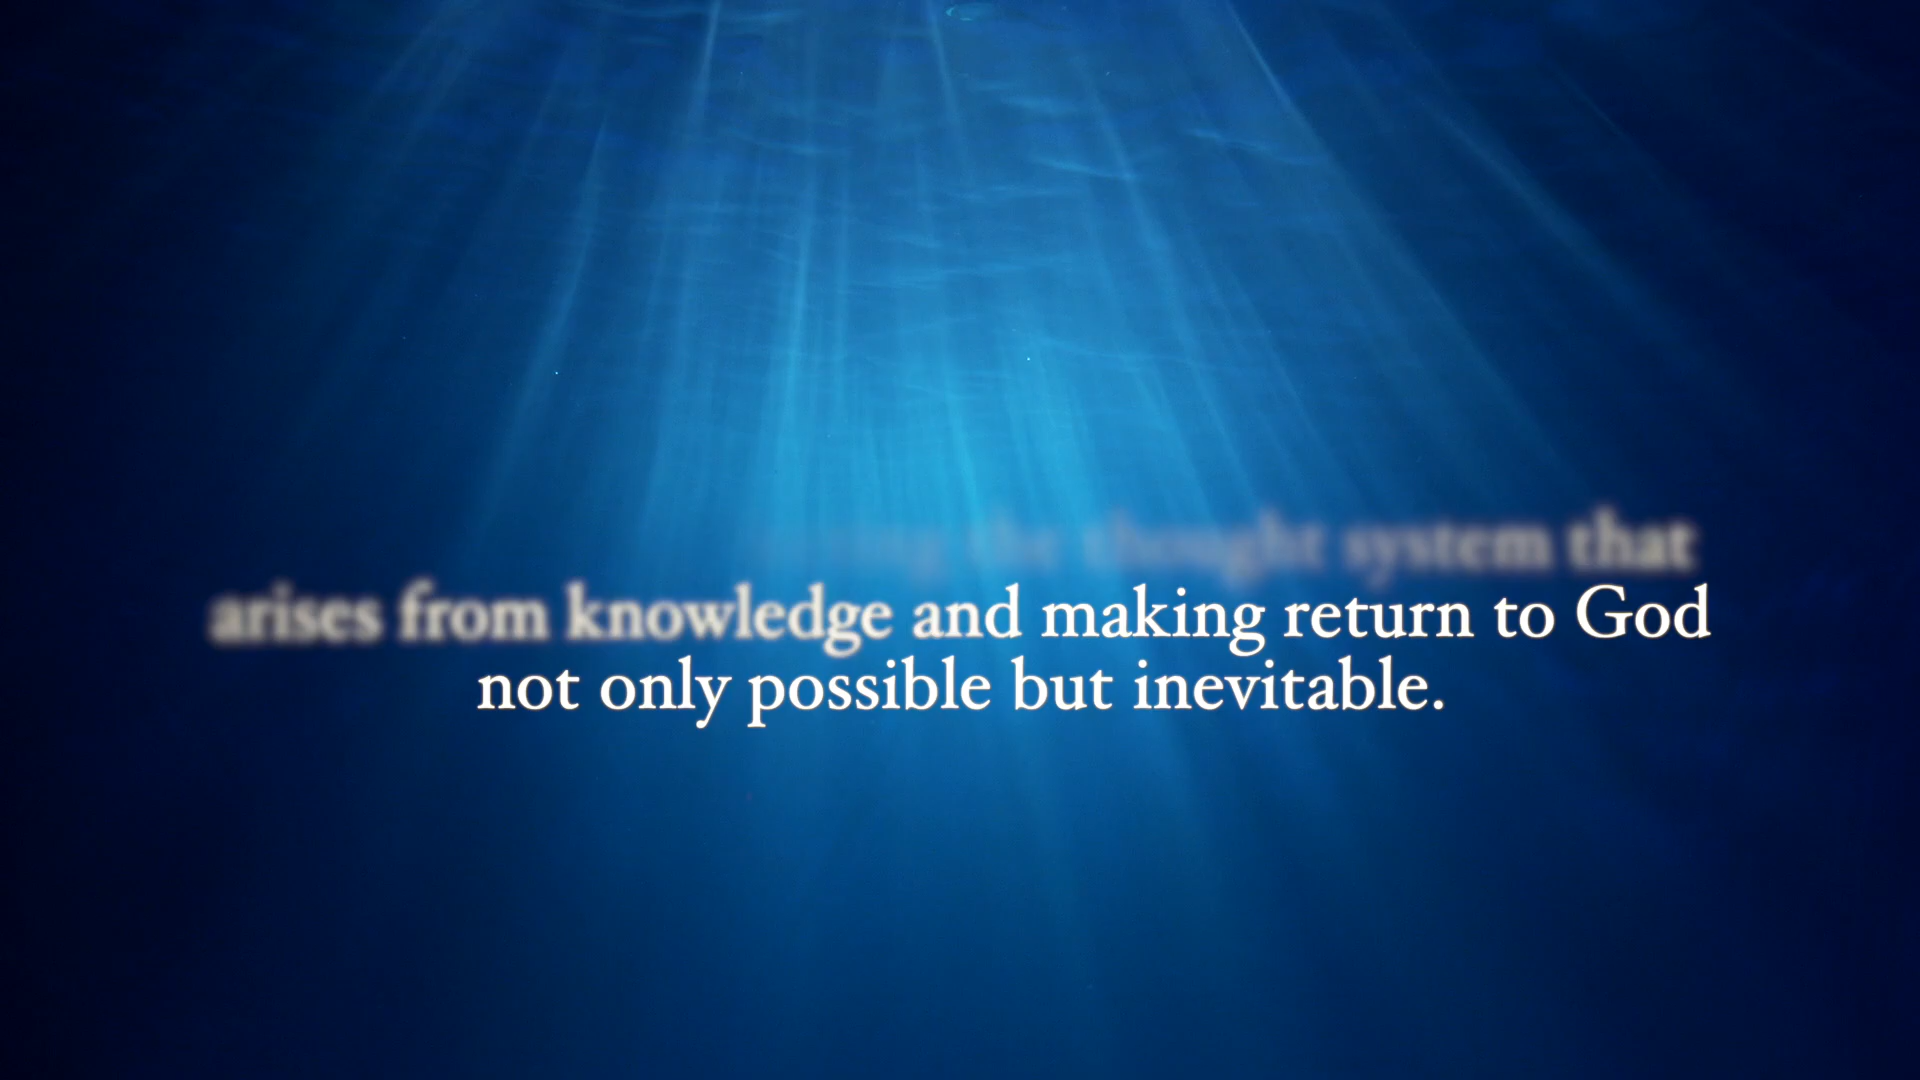 the thought system that
arises from knowledge and making return to God
not only possible but inevitable.